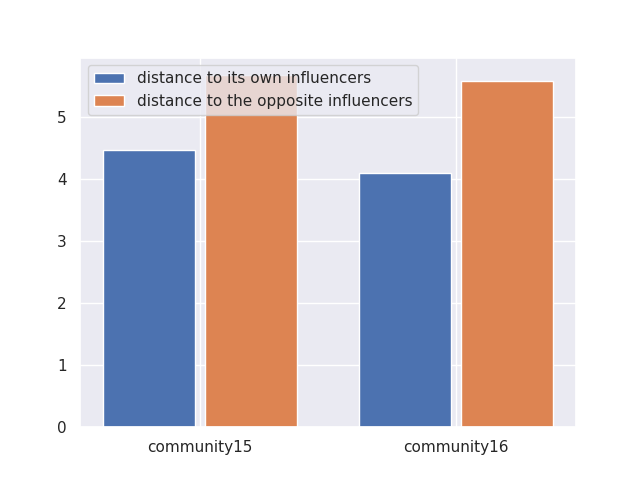 distance to its own influencers
distance to the opposite influencers
5
4
3
2
1
0
community15
community16